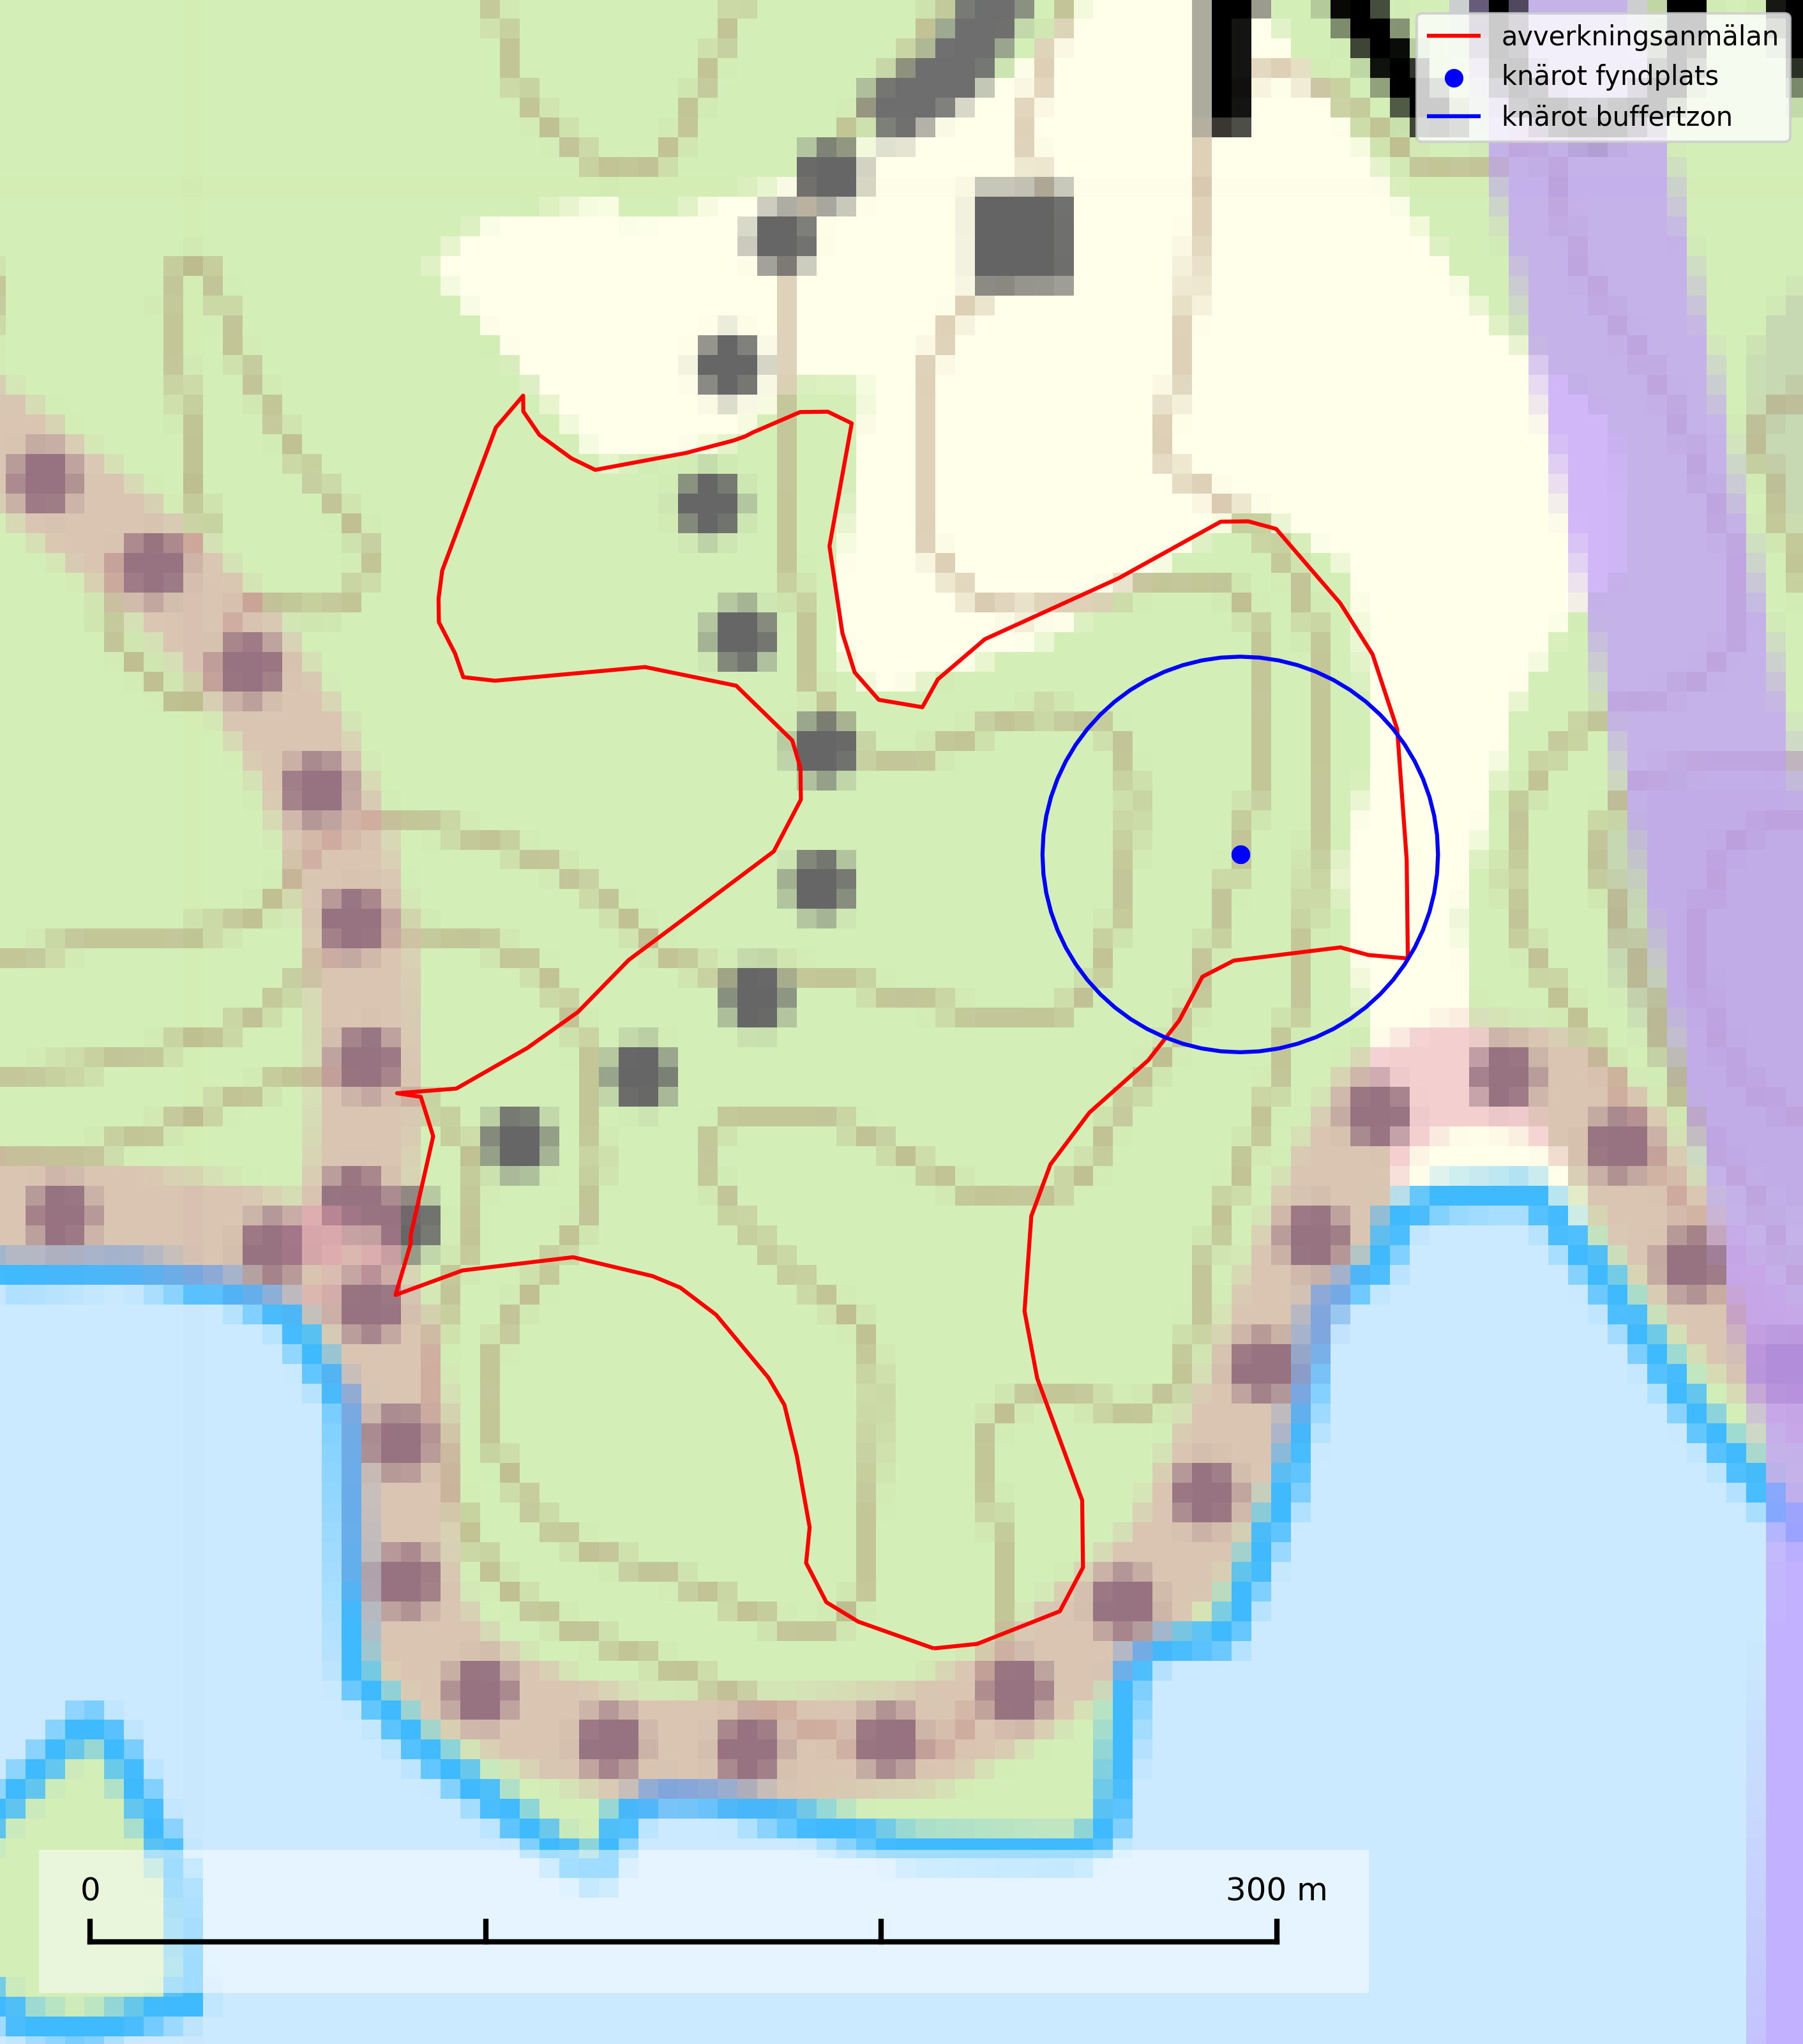 avverkningsanmälan
knärot fyndplats
knärot buffertzon
0
300 m